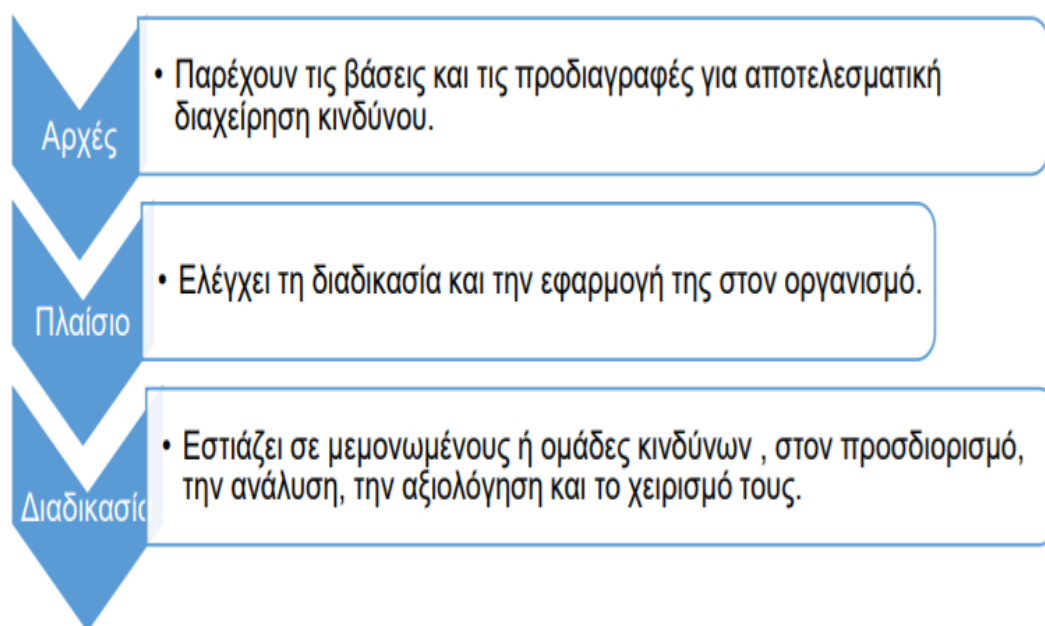 • Παρέχουν τις βάσεις και τις προδιαγραφές για αποτελεσματική
διαχείρηση κινδύνου.
Αρχές
• Ελέγχει τη διαδικασία και την εφαρμογή της στον οργανισμό.
Πλαίσιο
• Εστιάζει σε μεμονωμένους ή ομάδες κινδύνων , στον προσδιορισμό,
την ανάλυση, την αξιολόγηση και το χειρισμό τους.
Διαδικασία